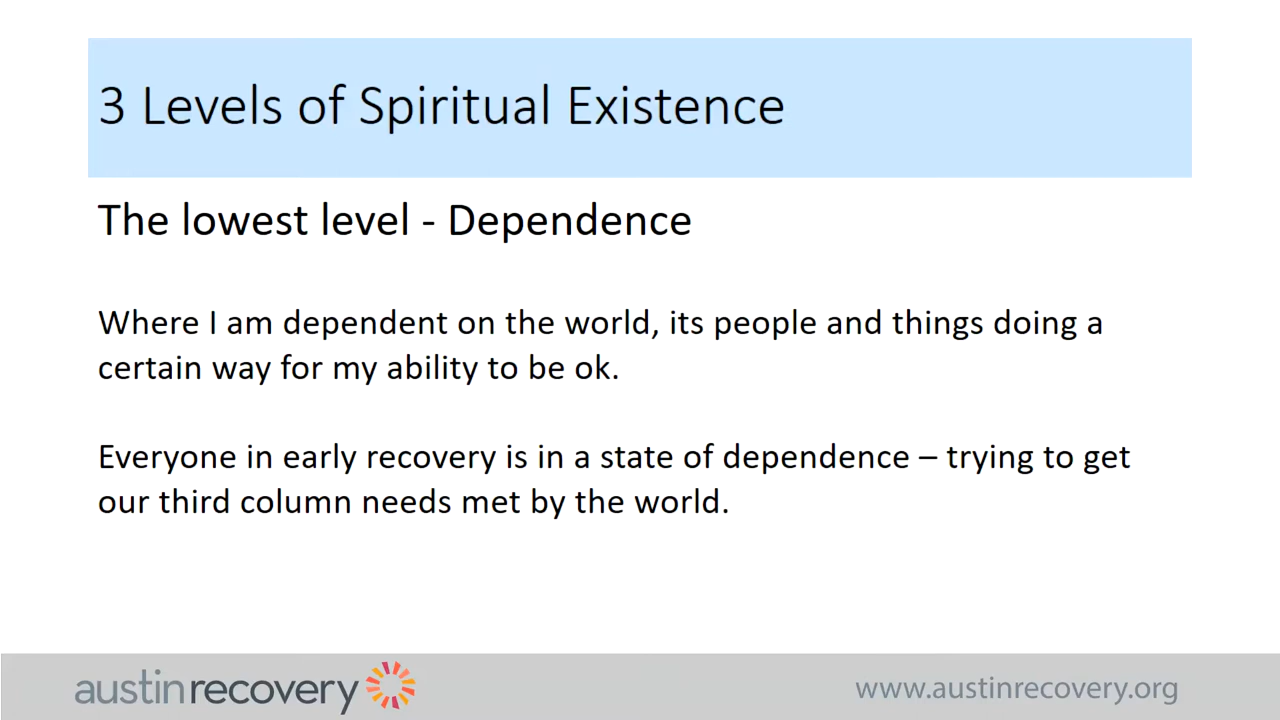 3 Levels of Spiritual Existence
The lowest level - Dependence
Where I am dependent on the world, its people and things doing a
certain way for my ability to be ok.
Everyone in early recovery is in a state of dependence – trying to get
our third column needs met by the world.
austinrecovery
www.austinrecovery.org